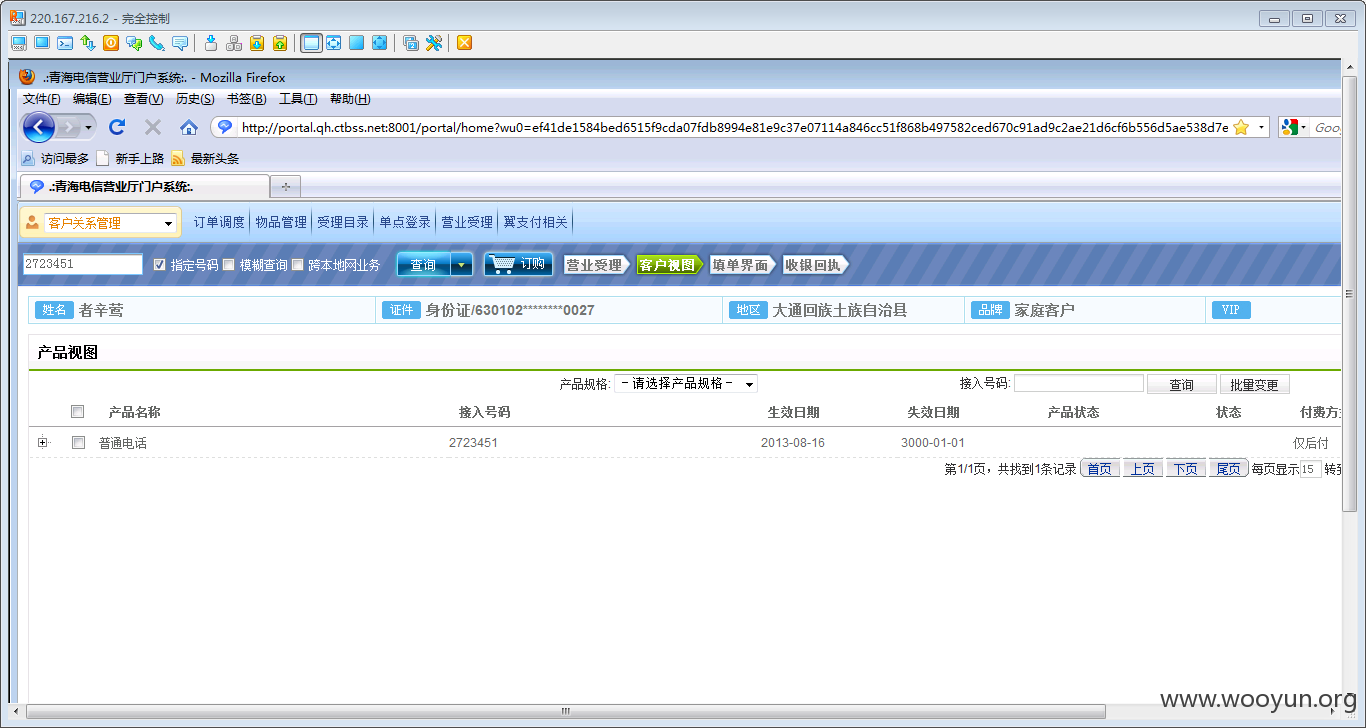 220.167.216.2 - 完全控制
.:青海电信营业厅门户系统:. - Mozilla Firefox
文件(F) 编辑(E) 查看(V) 历史(S) 书签(B) 工具(T) 帮助(H)
http://portal.qh.ctbss.net:8001/portal/home?wu0=ef41de1584bed6515f9cda07fdb8994e81e9c37e07114a846cc51f868b497582ced670c91ad9c2ae21d6cf6b556d5ae538d7e Goo
访问最多 新手上路 最新头条
.:青海电信营业厅门户系统:.
客户关系管理 订单调度 物品管理 受理目录 单点登录 营业受理 翼支付相关
2723451 指定号码 模糊查询 跨本地网业务 查询 订购 营业受理 客户视图 填单界面 收银回执
姓名 者辛营 证件 身份证/630102********0027 地区 大通回族土族自治县 品牌 家庭客户 VIP
产品视图
产品规格: - 请选择产品规格 - 接入号码: 查询 批量变更
产品名称 接入号码 生效日期 失效日期 产品状态 状态 付费方
普通电话 2723451 2013-08-16 3000-01-01 仅后付
第1/1页，共找到1条记录 首页 上页 下页 尾页 每页显示 15 转到
www.wooyun.org